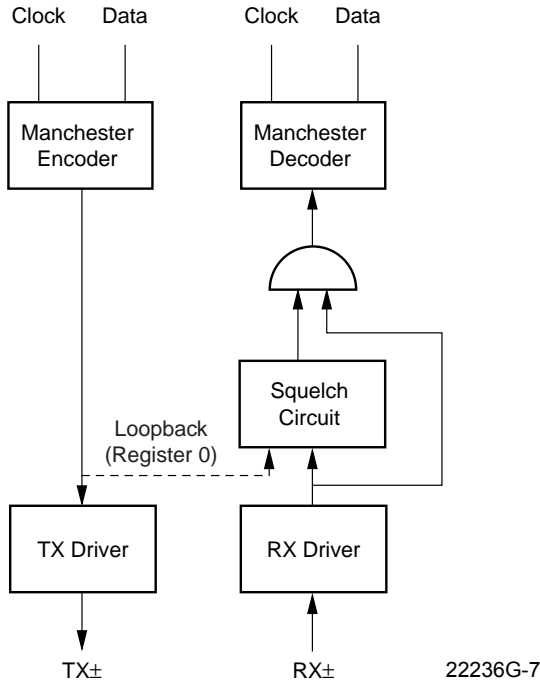 Clock Data Clock Data
Manchester
Encoder
Manchester
Decoder
Squelch
Circuit
Loopback
(Register 0)
TX Driver
RX Driver
TX±
RX±
22236G-7